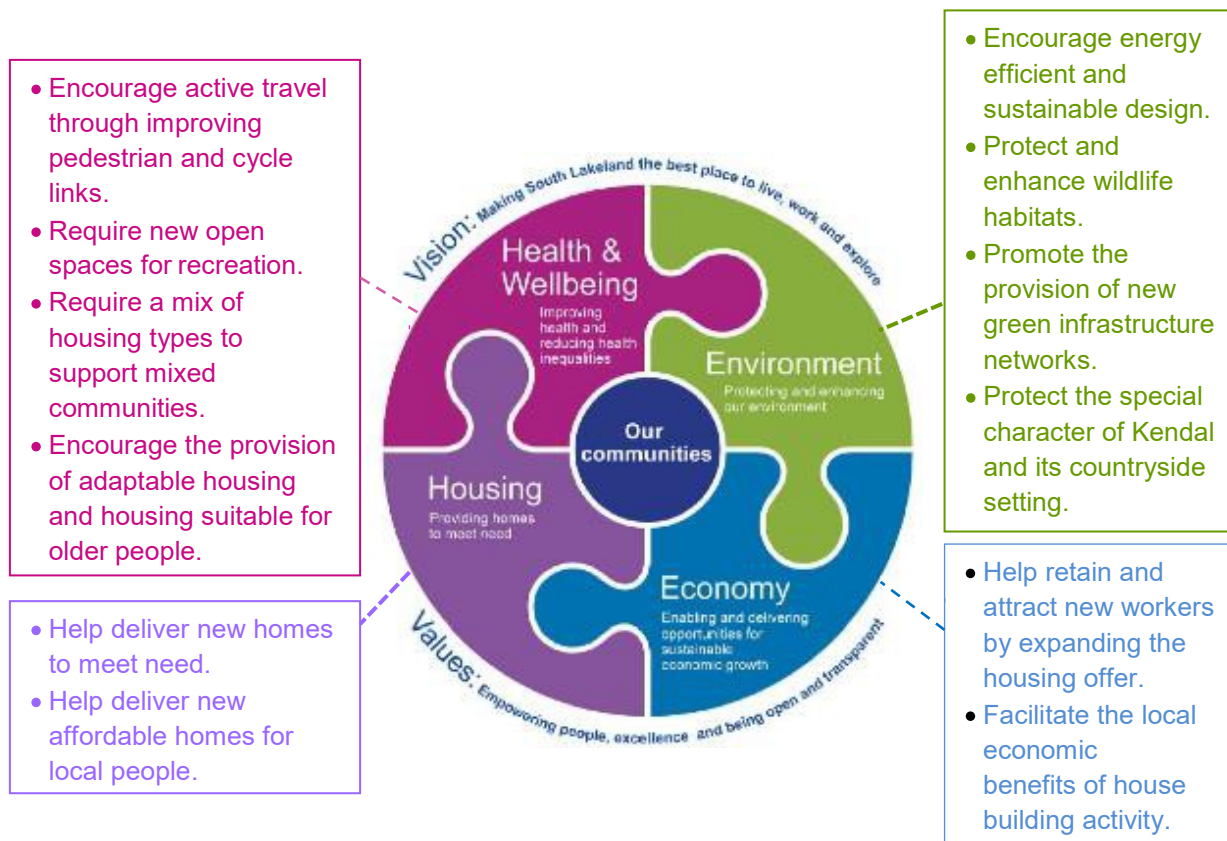 • Encourage active travel
through improving
pedestrian and cycle
links.
• Require new open
spaces for recreation.
• Require a mix of
housing types to
support mixed
communities.
• Encourage the provision
of adaptable housing
and housing suitable for
older people.
• Help deliver new homes
to meet need.
• Help deliver new
affordable homes for
local people.
Vision: Making South Lakeland the best place to live, work and explore
Health &
Wellbeing
Improving
health and
reducing health
inequalities
Environment
Protecting and enhancing
our environment
Our
communities
Housing
Providing homes
to meet need
Economy
Enabling and delivering
opportunities for
sustainable
economic growth
Values: Empowering people, excellence and being open and transparent
• Encourage energy
efficient and
sustainable design.
• Protect and
enhance wildlife
habitats.
• Promote the
provision of new
green infrastructure
networks.
• Protect the special
character of Kendal
and its countryside
setting.
• Help retain and
attract new workers
by expanding the
housing offer.
• Facilitate the local
economic
benefits of house
building activity.